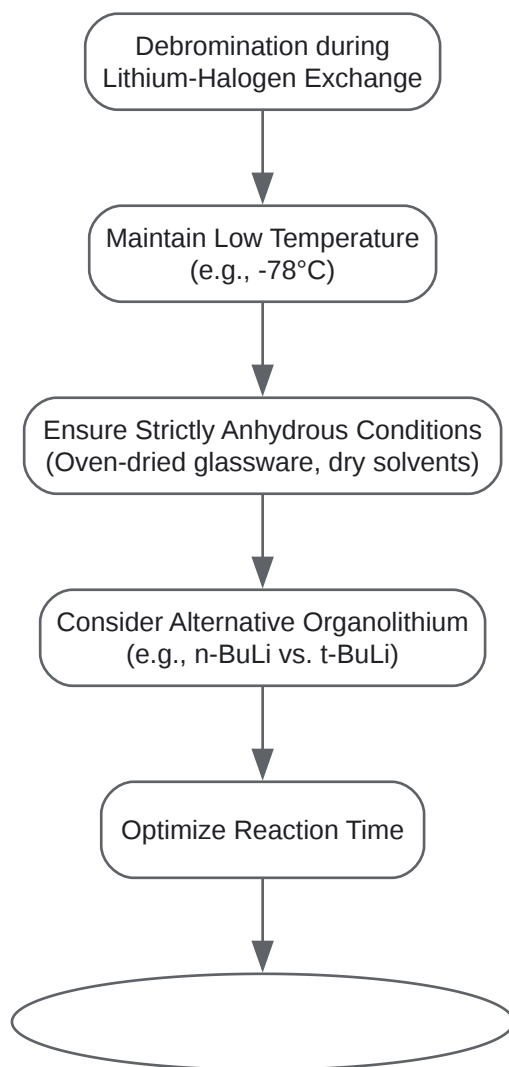 Debromination during
Lithium-Halogen Exchange
Maintain Low Temperature
(e.g., -78°C)
Ensure Strictly Anhydrous Conditions
(Oven-dried glassware, dry solvents)
Consider Alternative Organolithium
(e.g., n-BuLi vs. t-BuLi)
Optimize Reaction Time